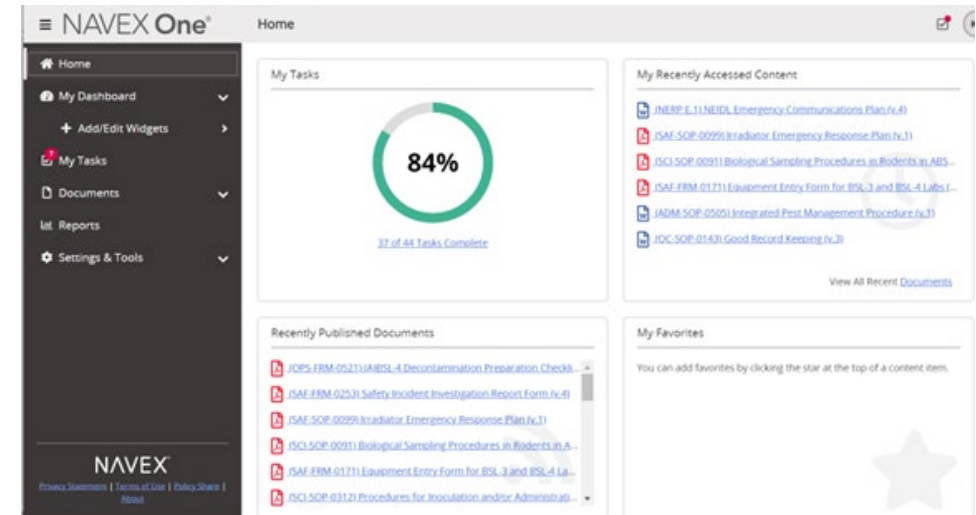 NAVEX One®
Home
Home
My Dashboard
Add/Edit Widgets
7
My Tasks
Documents
Reports
Settings & Tools
NAVEX
Privacy Statement | Terms of Use | Policy Share |
About
My Tasks
84%
37 of 44 Tasks Complete
My Recently Accessed Content
(NERP E.1) NEIDL Emergency Communications Plan (v.4)
(SAF-SOP-0099) Irradiator Emergency Response Plan (v.1)
(SCI-SOP-0091) Biological Sampling Procedures in Rodents in ABS...
(SAF-FRM-0171) Equipment Entry Form for BSL-3 and BSL-4 Labs (...
(ADM-SOP-0505) Integrated Pest Management Procedure (v.1)
(QC-SOP-0143) Good Record Keeping (v.3)
View All Recent Documents
Recently Published Documents
(OPS-FRM-0521) (A)BSL-4 Decontamination Preparation Checkli...
(SAF-FRM-0253) Safety Incident Investigation Report Form (v.4)
(SAF-SOP-0099) Irradiator Emergency Response Plan (v.1)
(SCI-SOP-0091) Biological Sampling Procedures in Rodents in A...
(SAF-FRM-0171) Equipment Entry Form for BSL-3 and BSL-4 La...
(SCI-SOP-0312) Procedures for Inoculation and/or Administrati...
My Favorites
You can add favorites by clicking the star at the top of a content item.